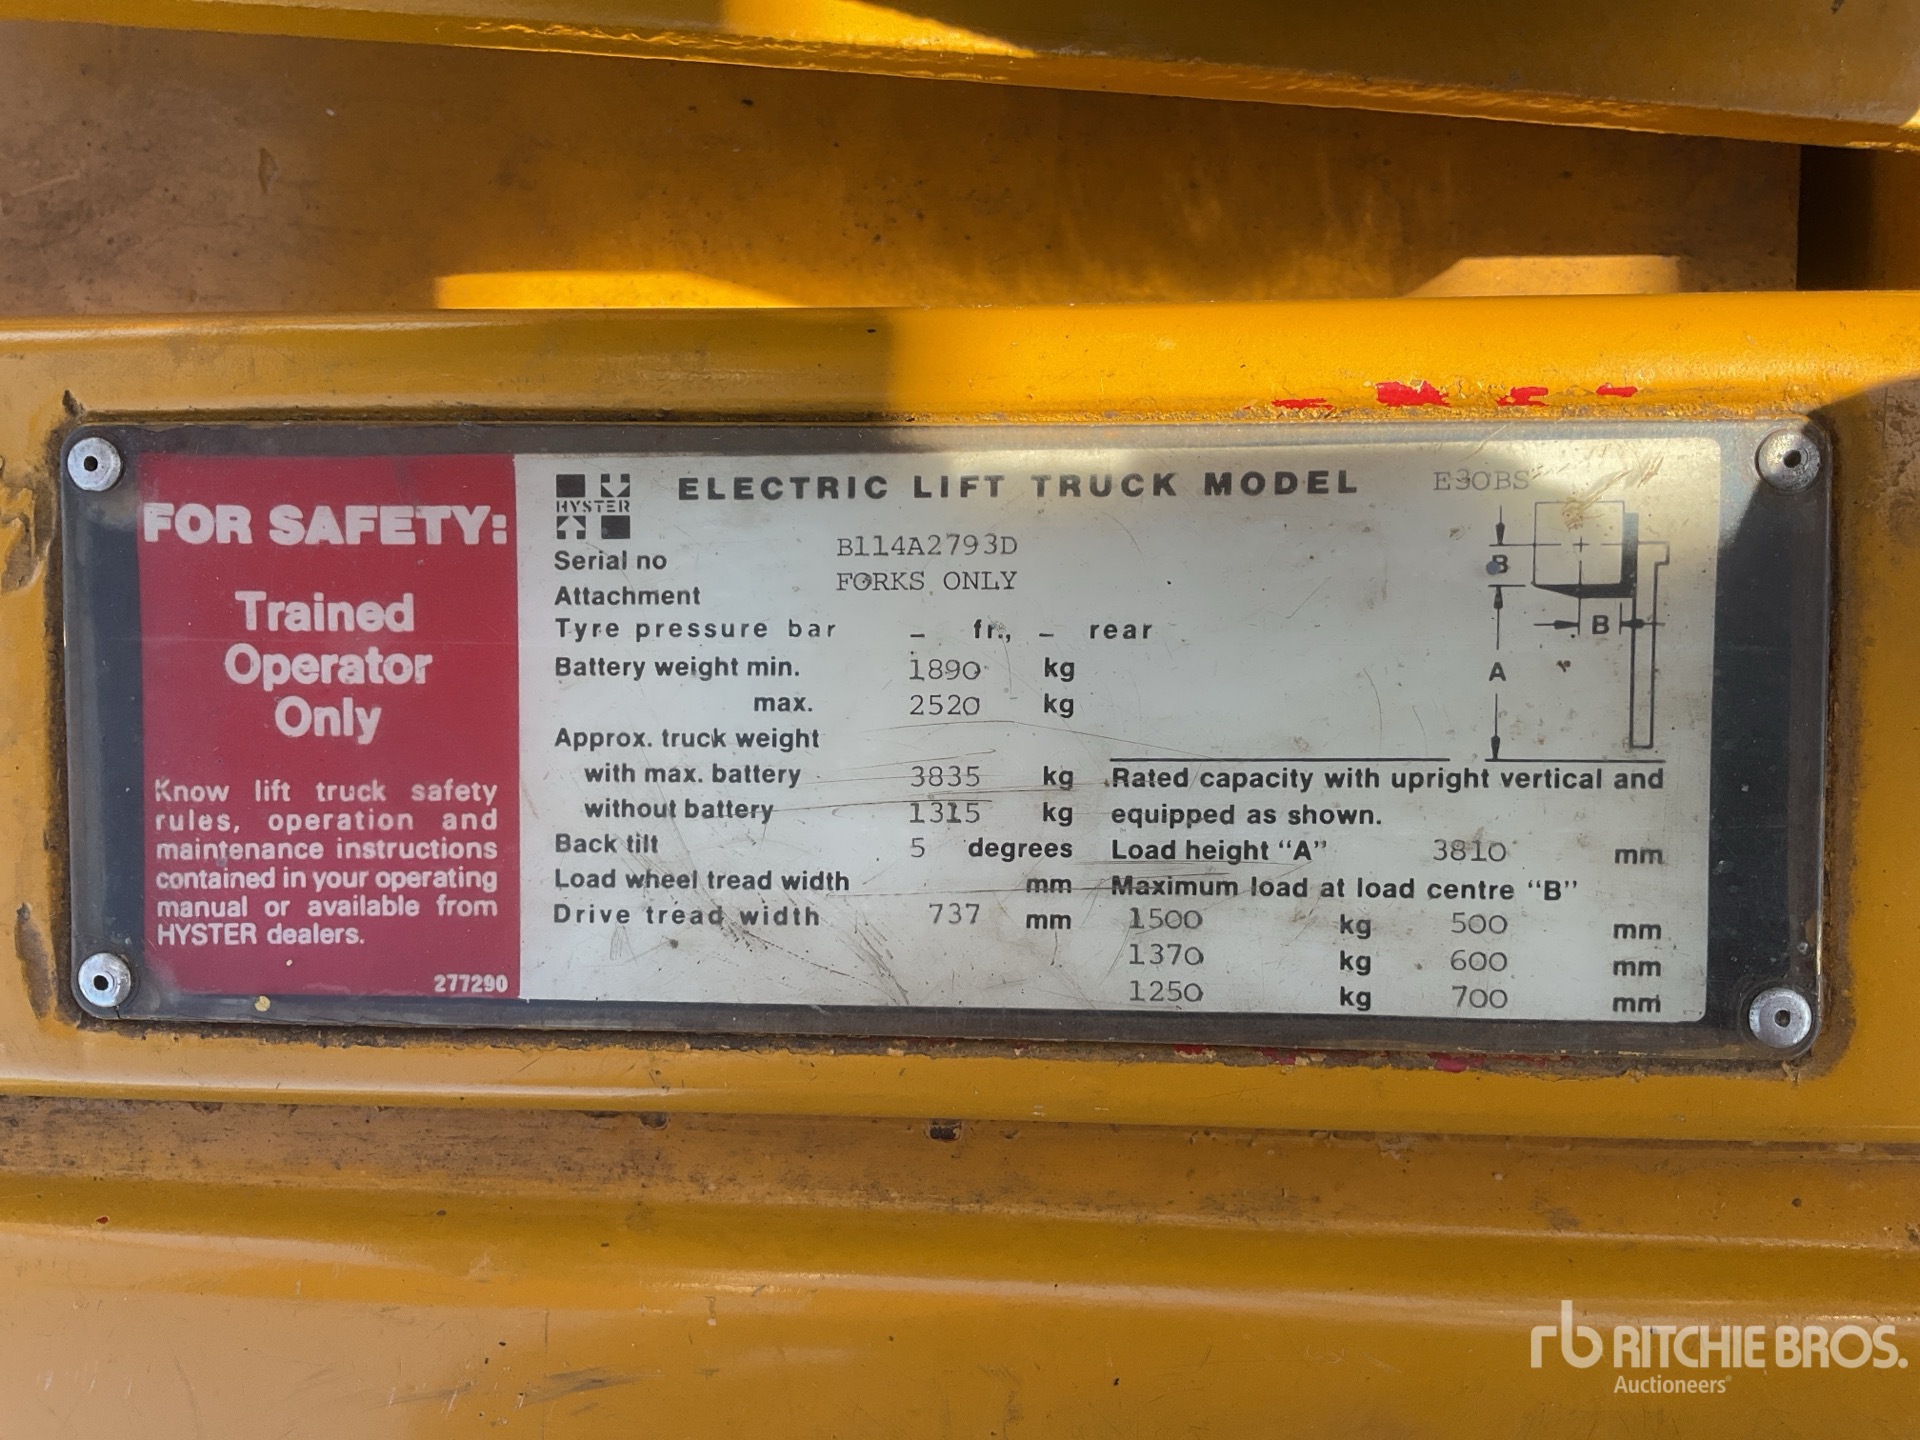 FOR SAFETY:
Trained
Operator
Only
Know lift truck safety
rules, operation and
maintenance instructions
contained in your operating
manual or available from
HYSTER dealers.
277290
HYSTER
ELECTRIC LIFT TRUCK MODEL E30BS
Serial no B114A2793D
Attachment FORKS ONLY
Tyre pressure bar – fr., – rear
Battery weight min. 1890 kg
max. 2520 kg
Approx. truck weight
with max. battery 3835 kg
without battery 1315 kg
Back tilt 5 degrees
Load wheel tread width mm
Drive tread width 737 mm
B
B
A
Rated capacity with upright vertical and
equipped as shown.
Load height "A" 3810 mm
Maximum load at load centre "B"
1500 kg 500 mm
1370 kg 600 mm
1250 kg 700 mm
rb RITCHIE BROS.
Auctioneers